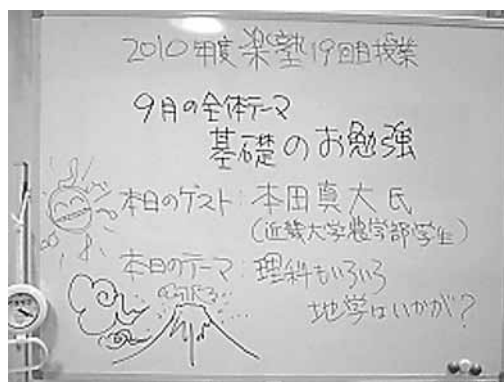 2010年度 楽塾 19回目授業
9月の全体テーマ
基礎のお勉強
本日のゲスト:本田真大氏
(近畿大学農学部学生)
本日のテーマ:理科もいろいろ
地学はいかが?